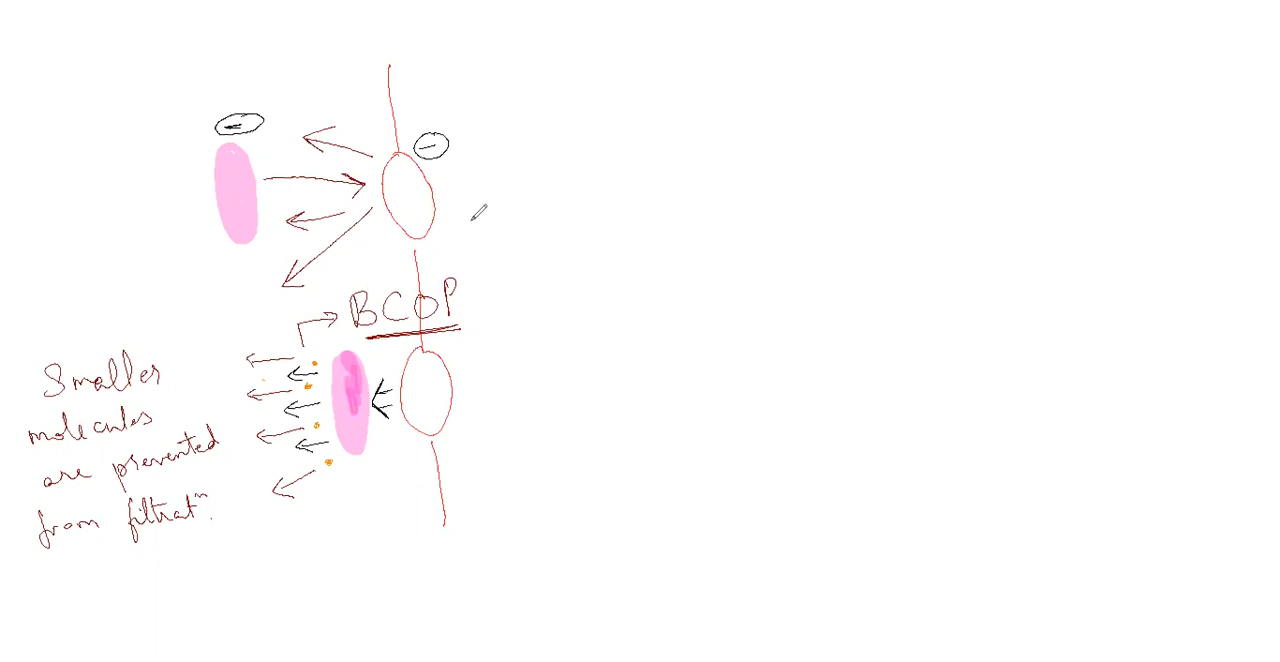 -
-
BCOP
Smaller
molecules
are prevented
from filtratⁿ.